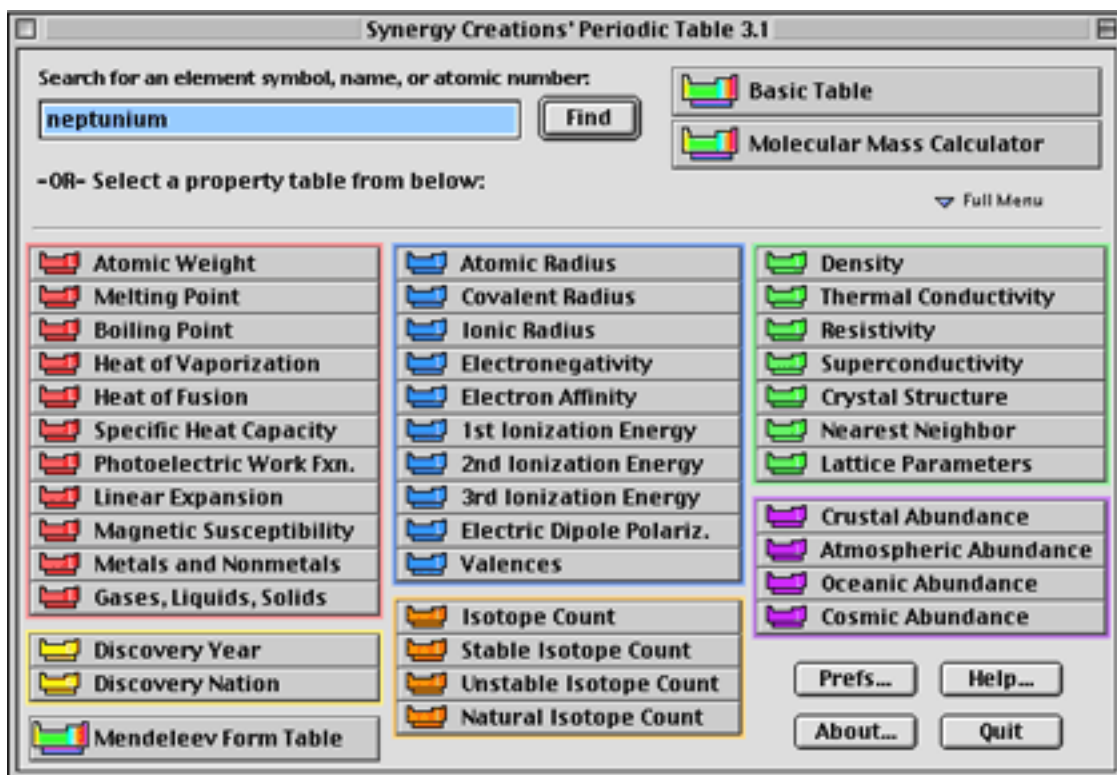 Synergy Creations' Periodic Table 3.1
Search for an element symbol, name, or atomic number:
neptunium
Find
Basic Table
Molecular Mass Calculator
-OR- Select a property table from below:
Full Menu
Atomic Weight
Melting Point
Boiling Point
Heat of Vaporization
Heat of Fusion
Specific Heat Capacity
Photoelectric Work Fxn.
Linear Expansion
Magnetic Susceptibility
Metals and Nonmetals
Gases, Liquids, Solids
Discovery Year
Discovery Nation
Mendeleev Form Table
Atomic Radius
Covalent Radius
Ionic Radius
Electronegativity
Electron Affinity
1st Ionization Energy
2nd Ionization Energy
3rd Ionization Energy
Electric Dipole Polariz.
Valences
Isotope Count
Stable Isotope Count
Unstable Isotope Count
Natural Isotope Count
Density
Thermal Conductivity
Resistivity
Superconductivity
Crystal Structure
Nearest Neighbor
Lattice Parameters
Crustal Abundance
Atmospheric Abundance
Oceanic Abundance
Cosmic Abundance
Prefs...
Help...
About...
Quit